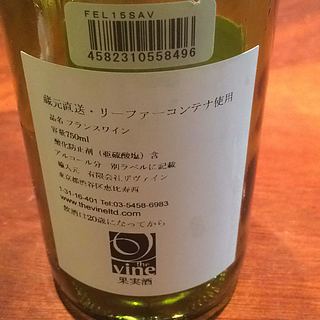 FEL15SAV
4582310558496
蔵元直送・リーファーコンテナ使用
品名 フランスワイン
容量750ml
酸化防止剤（亜硫酸塩）含
アルコール分 別ラベルに記載
輸入元 有限会社ザヴァイン
東京都渋谷区恵比寿西
1-31-16-401 Tel:03-5458-6983
www.thevineltd.com
飲酒は20歳になってから
the
vine
果実酒